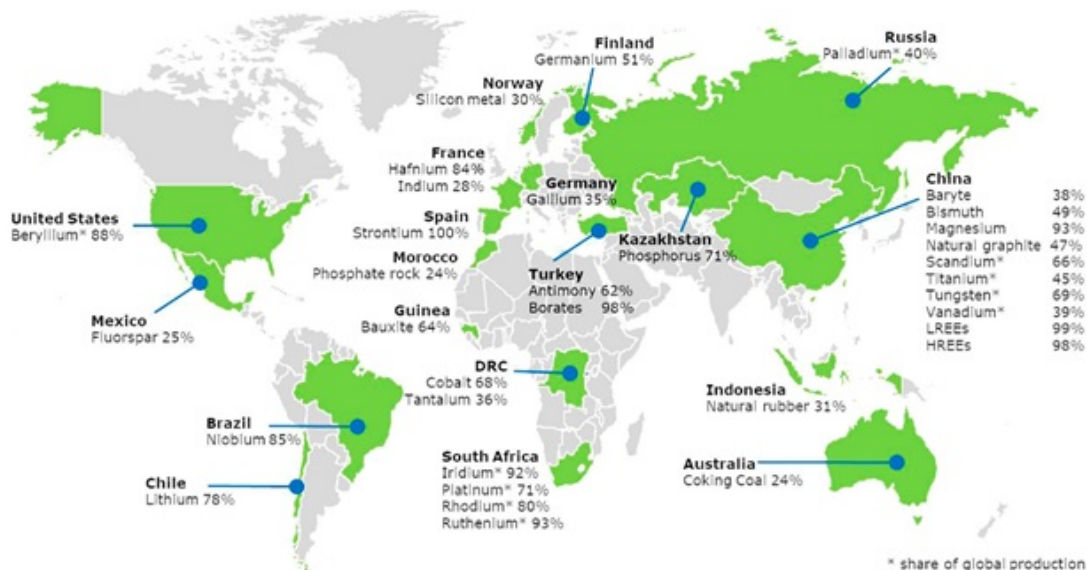 Russia
Palladium* 40%
Finland
Germanium 51%
Norway
Silicon metal 30%
France
Hafnium 84%
Indium 28%
Germany
Gallium 35%
China
Baryte 38%
Bismuth 49%
Magnesium 93%
Natural graphite 47%
Scandium* 66%
Titanium* 45%
Tungsten* 69%
Vanadium* 39%
LREEs 99%
HREEs 98%
United States
Beryllium* 88%
Spain
Strontium 100%
Kazakhstan
Phosphorus 71%
Morocco
Phosphate rock 24%
Turkey
Antimony 62%
Borates 98%
Mexico
Fluorspar 25%
Guinea
Bauxite 64%
DRC
Cobalt 68%
Tantalum 36%
Indonesia
Natural rubber 31%
Brazil
Niobium 85%
South Africa
Iridium* 92%
Platinum* 71%
Rhodium* 80%
Ruthenium* 93%
Australia
Coking Coal 24%
Chile
Lithium 78%
* share of global production